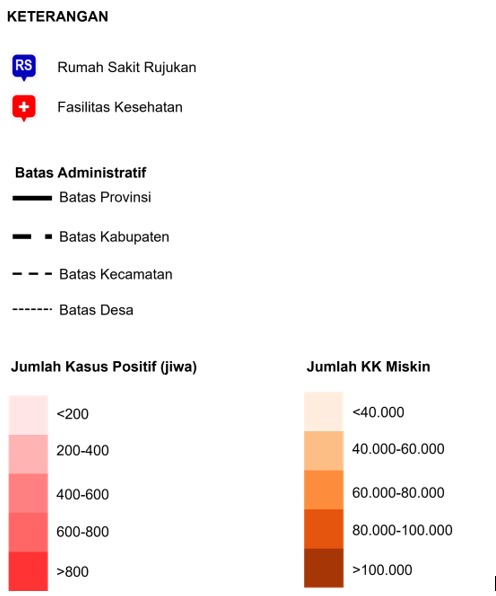 KETERANGAN
RS Rumah Sakit Rujukan
Fasilitas Kesehatan
Batas Administratif
Batas Provinsi
Batas Kabupaten
Batas Kecamatan
Batas Desa
Jumlah Kasus Positif (jiwa)
<200
200-400
400-600
600-800
>800
Jumlah KK Miskin
<40.000
40.000-60.000
60.000-80.000
80.000-100.000
>100.000